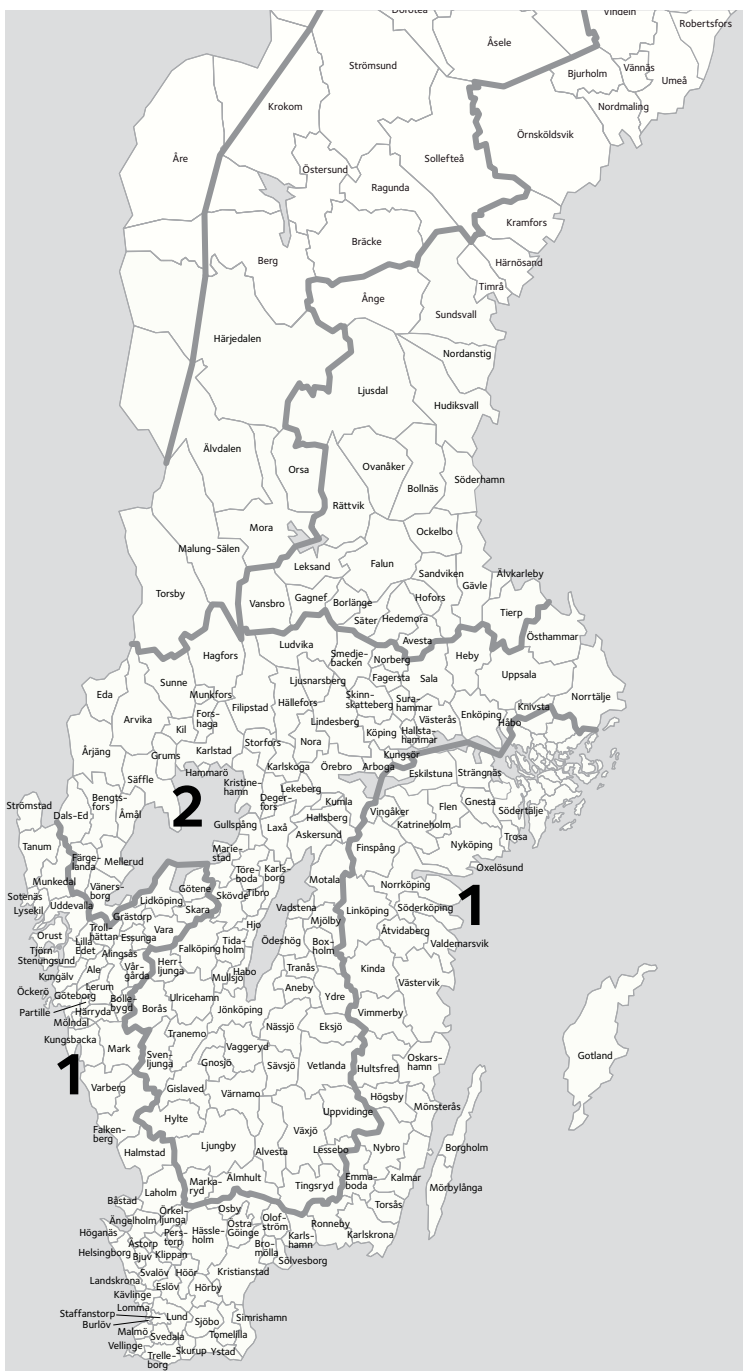 Dorotea
Vindeln
Robertsfors
Åsele
Strömsund
Vännäs
Bjurholm
Umeå
Krokom
Nordmaling
Örnsköldsvik
Åre
Sollefteå
Östersund
Ragunda
Kramfors
Bräcke
Berg
Härnösand
Timrå
Ånge
Sundsvall
Härjedalen
Nordanstig
Ljusdal
Hudiksvall
Älvdalen
Orsa
Ovanåker
Söderhamn
Bollnäs
Rättvik
Mora
Ockelbo
Malung-Sälen
Leksand
Falun
Sandviken
Älvkarleby
Gävle
Torsby
Vansbro
Gagnef
Borlänge
Hofors
Tierp
Säter
Hedemora
Östhammar
Avesta
Ludvika
Hagfors
Smedje-
backen
Norberg
Heby
Sunne
Ljusnarsberg
Fagersta
Sala
Uppsala
Eda
Munkfors
Hällefors
Skinn-
skatteberg
Sura-
hammar
Norrtälje
Arvika
Fors-
haga
Filipstad
Knivsta
Lindesberg
Västerås
Enköping
Håbo
Kil
Köping
Hallsta-
hammar
Storfors
Nora
Årjäng
Grums
Karlstad
Kungsör
Karlskoga
Örebro
Arboga
Eskilstuna
Strängnäs
Säffle
Hammarö
Kristine-
hamn
Lekeberg
Strömstad
Bengts-
fors
2
Deger-
fors
Kumla
Dals-Ed
Åmål
Hallsberg
Vingåker
Flen
Gnesta
Södertälje
Gullspång
Laxå
Askersund
Katrineholm
Tanum
Färge-
landa
Mellerud
Marie-
stad
Finspång
Nyköping
Trosa
Munkedal
Töre-
boda
Karls-
borg
Motala
Oxelösund
Sotenäs
Väners-
borg
Götene
Skövde
Tibro
Norrköping
Lysekil
Uddevalla
Lidköping
Skara
Vadstena
Linköping
Söderköping
1
Grästorp
Mjölby
Orust
Troll-
hättan
Vara
Hjo
Åtvidaberg
Lilla
Edet
Essunga
Tida-
holm
Ödeshög
Box-
holm
Valdemarsvik
Tjörn
Stenungsund
Alingsås
Falköping
Kungälv
Ale
Vår-
gårda
Herr-
ljunga
Habo
Tranås
Kinda
Mullsjö
Västervik
Öckerö
Göteborg
Lerum
Bolle-
bygd
Ulricehamn
Aneby
Ydre
Partille
Härryda
Borås
Jönköping
Vimmerby
Mölndal
Kungsbacka
Tranemo
Nässjö
Eksjö
Mark
Sven-
ljunga
Vaggeryd
Gotland
1
Gnosjö
Sävsjö
Vetlanda
Hultsfred
Oskars-
hamn
Varberg
Gislaved
Värnamo
Högsby
Mönsterås
Uppvidinge
Falken-
berg
Hylte
Växjö
Ljungby
Nybro
Borgholm
Halmstad
Alvesta
Lessebo
Marka-
ryd
Älmhult
Tingsryd
Emma-
boda
Kalmar
Mörbylånga
Laholm
Båstad
Torsås
Örkel-
ljunga
Osby
Olof-
ström
Ängelholm
Ronneby
Höganäs
Pers-
torp
Hässle-
holm
Östra
Göinge
Karls-
hamn
Karlskrona
Åstorp
Bro-
mölla
Helsingborg
Bjuv
Klippan
Sölvesborg
Svalöv
Höör
Kristianstad
Landskrona
Eslöv
Hörby
Kävlinge
Lomma
Staffanstorp
Lund
Sjöbo
Simrishamn
Burlöv
Malmö
Svedala
Tomelilla
Vellinge
Trelle-
borg
Skurup
Ystad